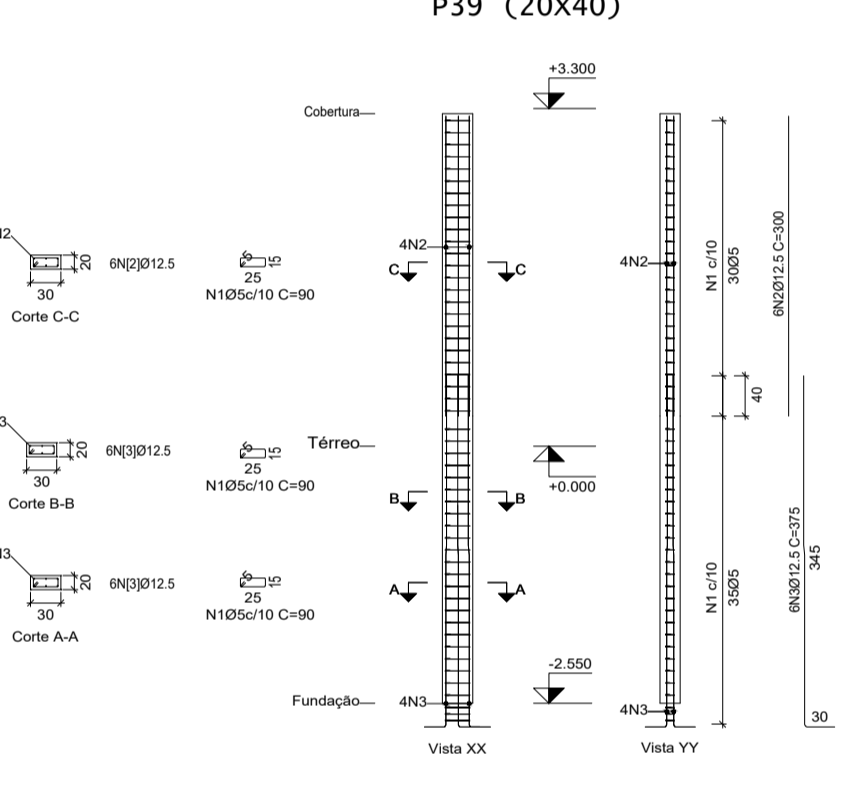 P39 (20X40)
+3.300
Cobertura
4N2
C C
20
6N[2]Ø12.5
30
Corte C-C
5
15
25
N1Ø5c/10 C=90
4N2
N1 c/10
30Ø5
6N2Ø12.5 C=300
40
20
6N[3]Ø12.5
30
Corte B-B
5
15
25
N1Ø5c/10 C=90
Térreo
+0.000
B B
20
6N[3]Ø12.5
30
Corte A-A
5
15
25
N1Ø5c/10 C=90
A A
N1 c/10
35Ø5
6N3Ø12.5 C=375
345
30
-2.550
Fundação
4N3
4N3
Vista XX
Vista YY